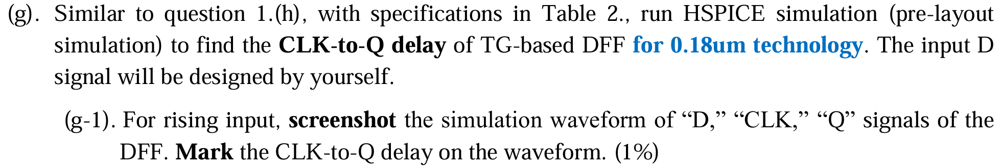 (g). Similar to question 1.(h), with specifications in Table 2., run HSPICE simulation (pre-layout
simulation) to find the CLK-to-Q delay of TG-based DFF for 0.18um technology. The input D
signal will be designed by yourself.
(g-1). For rising input, screenshot the simulation waveform of “D,” “CLK,” “Q” signals of the
DFF. Mark the CLK-to-Q delay on the waveform. (1%)